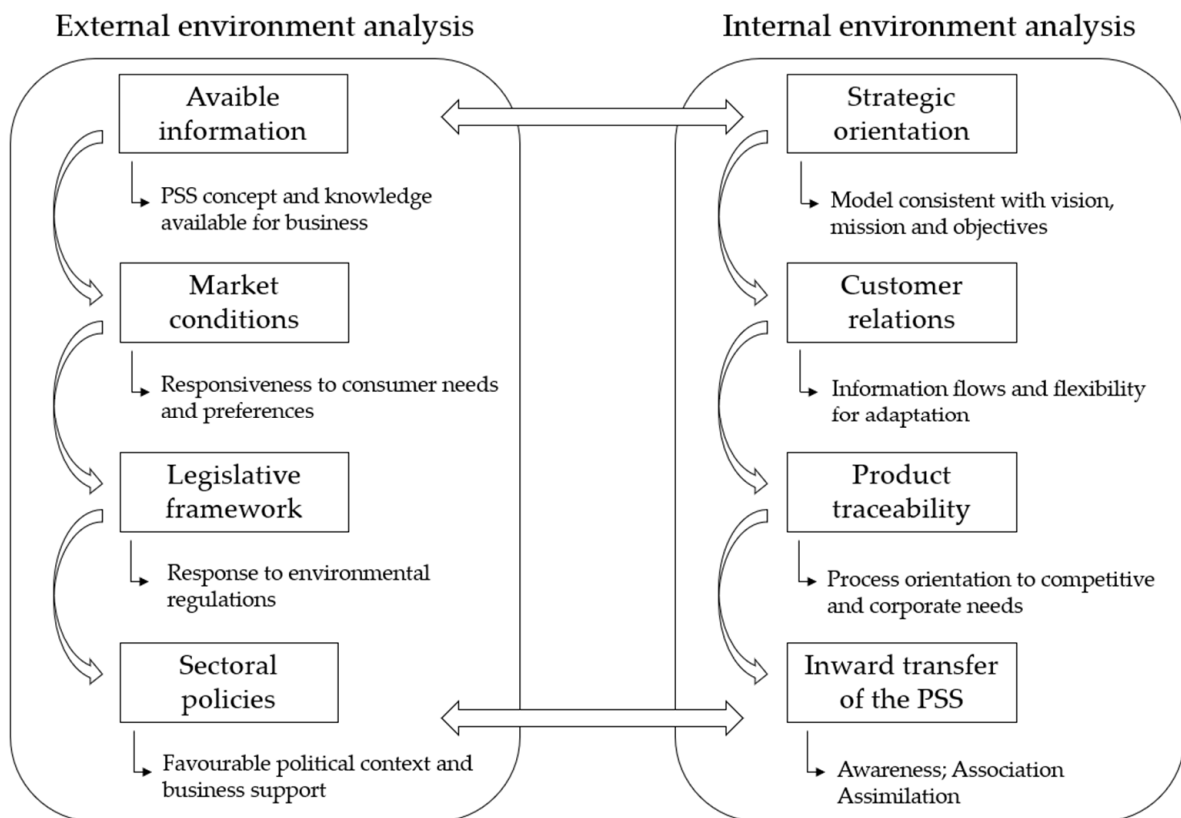 External environment analysis
Avaible
information
PSS concept and knowledge
available for business
Market
conditions
Responsiveness to consumer needs
and preferences
Legislative
framework
Response to environmental
regulations
Sectoral
policies
Favourable political context and
business support
Internal environment analysis
Strategic
orientation
Model consistent with vision,
mission and objectives
Customer
relations
Information flows and flexibility
for adaptation
Product
traceability
Process orientation to competitive
and corporate needs
Inward transfer
of the PSS
Awareness; Association
Assimilation